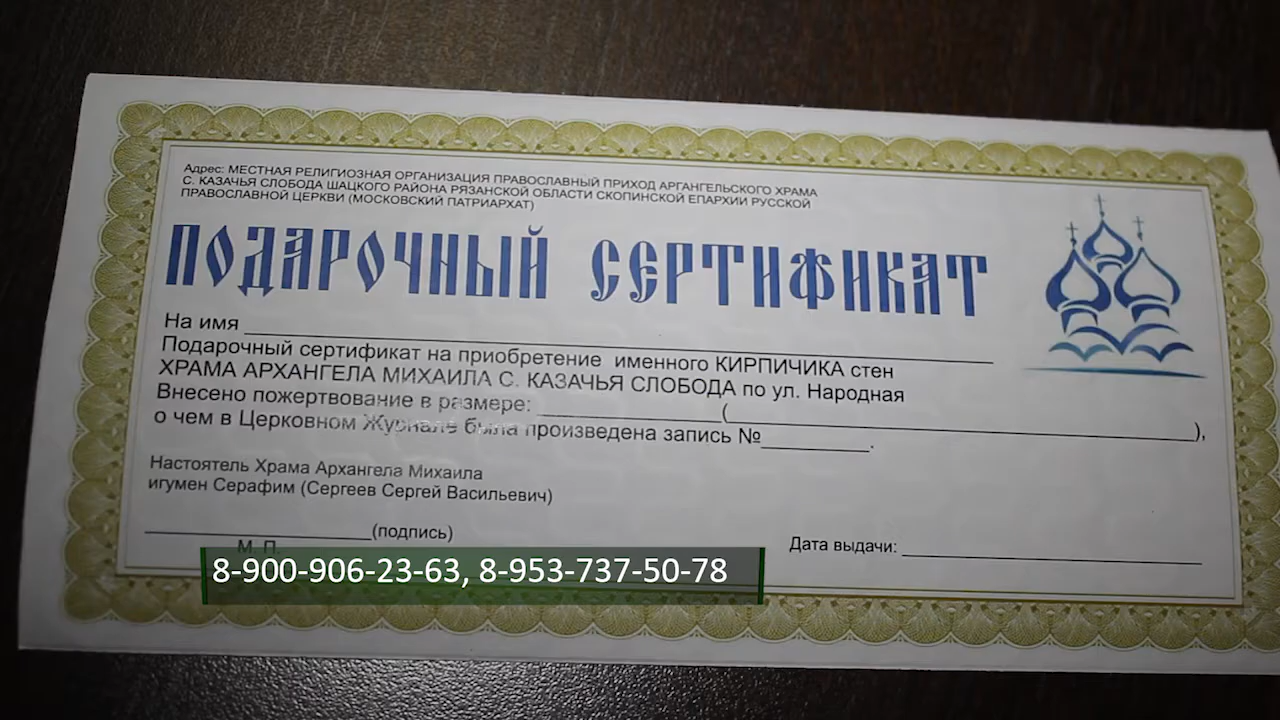 Адрес: МЕСТНАЯ РЕЛИГИОЗНАЯ ОРГАНИЗАЦИЯ ПРАВОСЛАВНЫЙ ПРИХОД АРГАНГЕЛЬСКОГО ХРАМА
С. КАЗАЧЬЯ СЛОБОДА ШАЦКОГО РАЙОНА РЯЗАНСКОЙ ОБЛАСТИ СКОПИНСКОЙ ЕПАРХИИ РУССКОЙ
ПРАВОСЛАВНОЙ ЦЕРКВИ (МОСКОВСКИЙ ПАТРИАРХАТ)
ПОДАРОЧНЫЙ СЕРТИФИКАТ
На имя
Подарочный сертификат на приобретение именного КИРПИЧИКА стен
ХРАМА АРХАНГЕЛА МИХАИЛА С. КАЗАЧЬЯ СЛОБОДА по ул. Народная
Внесено пожертвование в размере: (),
о чем в Церковном Журнале была произведена запись №.
Настоятель Храма Архангела Михаила
игумен Серафим (Сергеев Сергей Васильевич)
(подпись)
М. П.
Дата выдачи:
8-900-906-23-63, 8-953-737-50-78